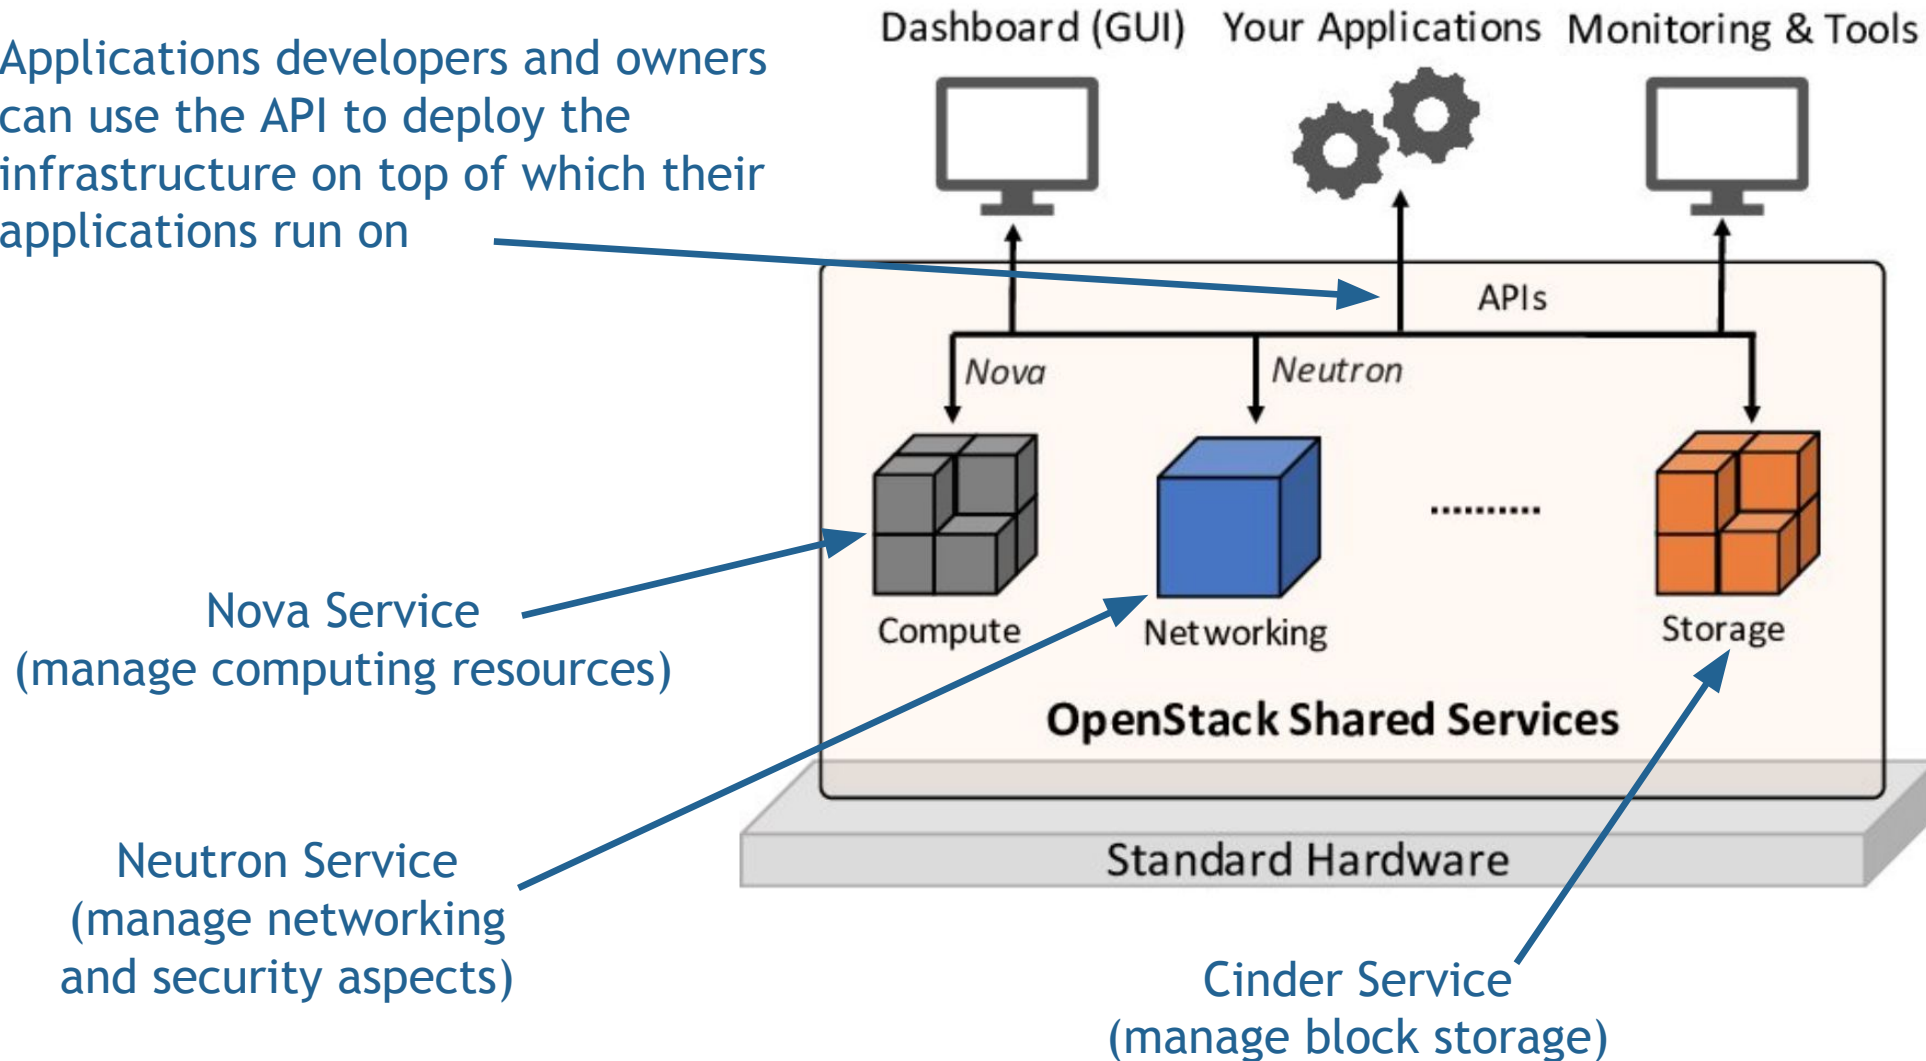 Applications developers and owners
can use the API to deploy the
infrastructure on top of which their
applications run on
Dashboard (GUI) Your Applications Monitoring & Tools
APIs
Nova
Neutron
Compute
Networking
..........
Storage
OpenStack Shared Services
Standard Hardware
Nova Service
(manage computing resources)
Neutron Service
(manage networking
and security aspects)
Cinder Service
(manage block storage)